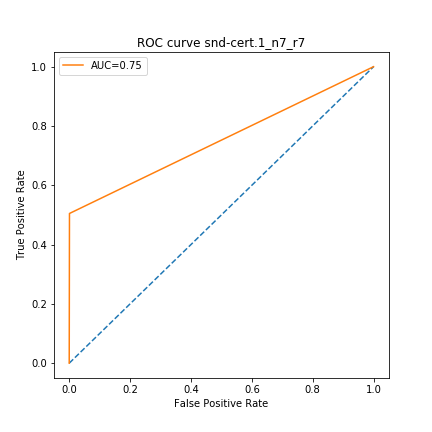 ROC curve snd-cert.1_n7_r7
AUC=0.75
True Positive Rate
1.0
0.8
0.6
0.4
0.2
0.0
0.0 0.2 0.4 0.6 0.8 1.0
False Positive Rate